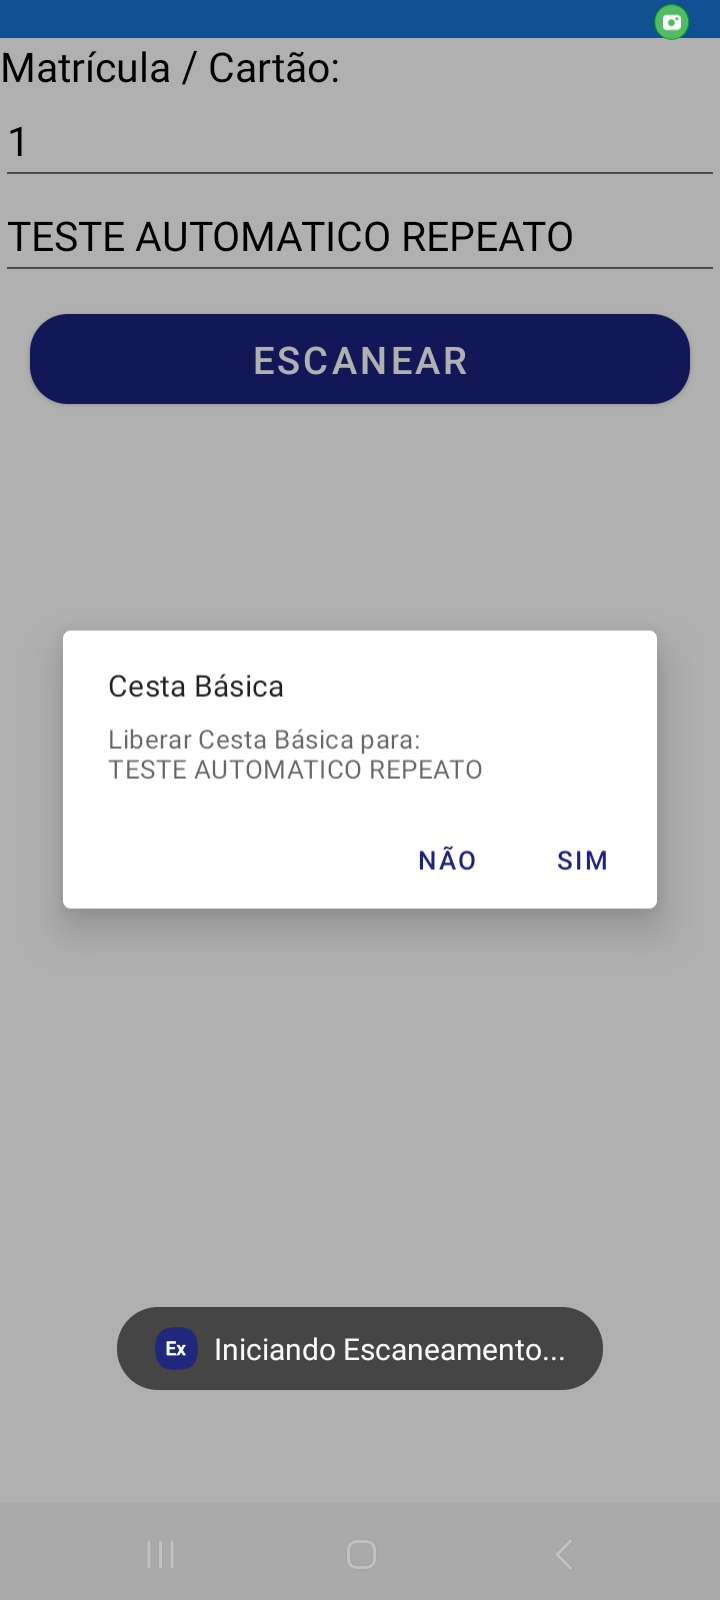 Matrícula / Cartão:
1
TESTE AUTOMATICO REPEATO
ESCANEAR
Cesta Básica
Liberar Cesta Básica para:
TESTE AUTOMATICO REPEATO
NÃO SIM
Ex Iniciando Escaneamento...